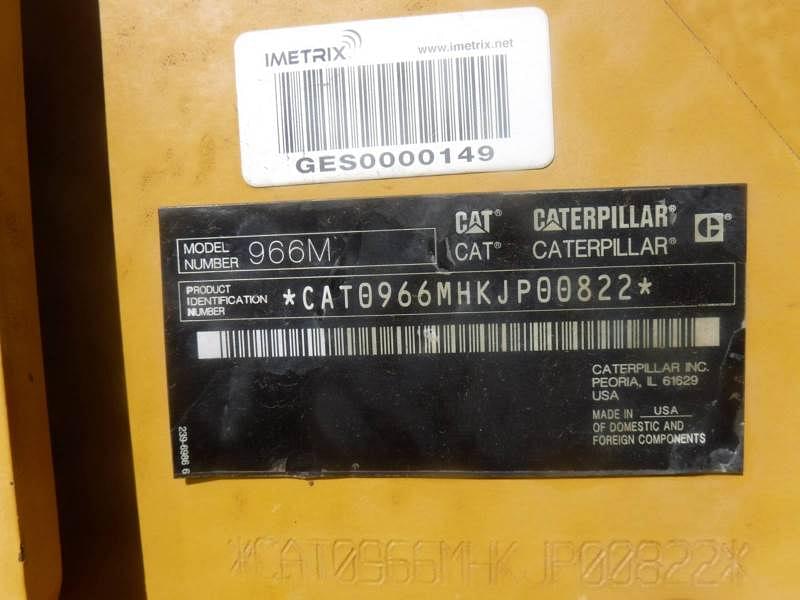 IMETRIX www.imetrix.net
GES0000149
CAT CATERPILLAR C®
MODEL NUMBER 966M CAT® CATERPILLAR®
PRODUCT IDENTIFICATION NUMBER *CAT0966MHKJP00822*
CATERPILLAR INC.
PEORIA, IL 61629
USA
MADE IN USA
OF DOMESTIC AND
FOREIGN COMPONENTS
239-6986 6
*CAT0966MHKJP00822*